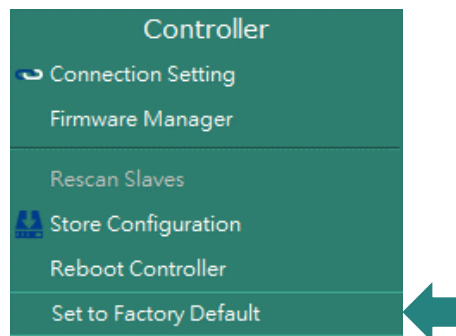 Controller
Connection Setting
Firmware Manager
Rescan Slaves
Store Configuration
Reboot Controller
Set to Factory Default